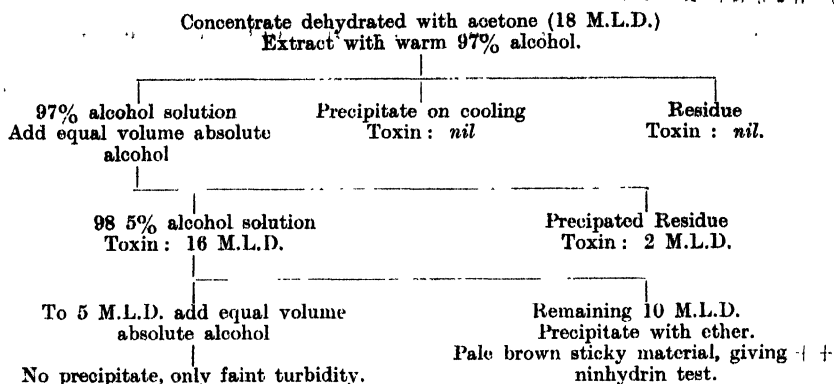 Concentrate dehydrated with acetone (18 M.L.D.)
Extract with warm 97% alcohol.
97% alcohol solution
Add equal volume absolute
alcohol
Precipitate on cooling
Toxin : nil
Residue
Toxin : nil.
98 5% alcohol solution
Toxin : 16 M.L.D.
Precipated Residue
Toxin : 2 M.L.D.
To 5 M.L.D. add equal volume
absolute alcohol
No precipitate, only faint turbidity.
Remaining 10 M.L.D.
Precipitate with ether.
Pale brown sticky material, giving + +
ninhydrin test.